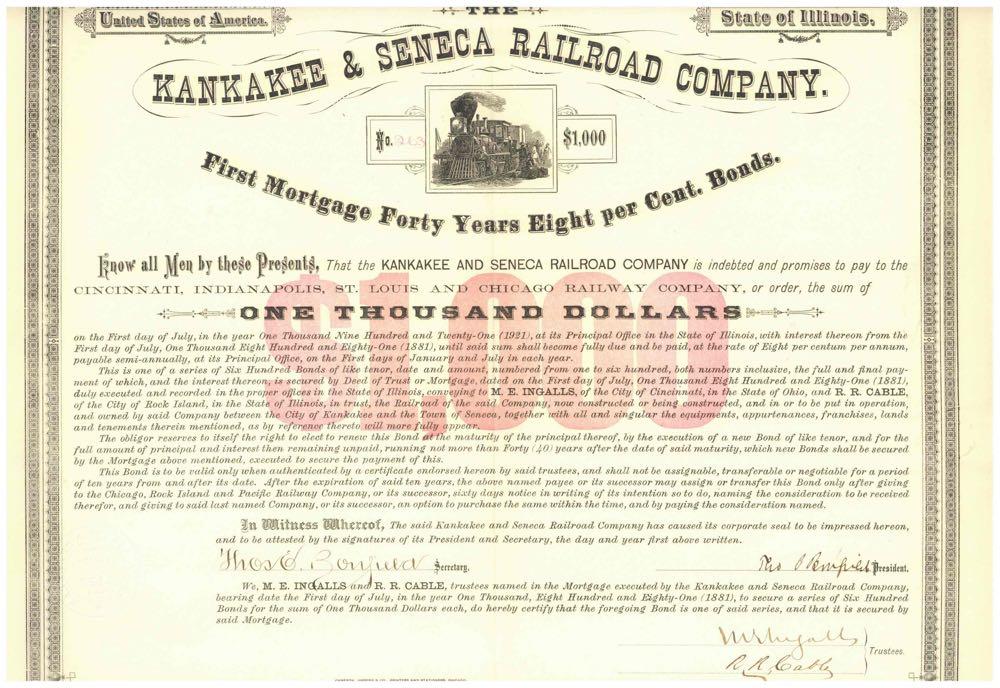 United States of America.
THE
State of Illinois.
KANKAKEE & SENECA RAILROAD COMPANY.
No. 263
$1,000
First Mortgage Forty Years Eight per Cent. Bonds.
$1,000
Know all Men by these Presents, That the KANKAKEE AND SENECA RAILROAD COMPANY is indebted and promises to pay to the
CINCINNATI, INDIANAPOLIS, ST. LOUIS AND CHICAGO RAILWAY COMPANY, or order, the sum of
ONE THOUSAND DOLLARS
on the First day of July, in the year One Thousand Nine Hundred and Twenty-One (1921), at its Principal Office in the State of Illinois, with interest thereon from the
First day of July, One Thousand Eight Hundred and Eighty-One (1881), until said sum shall become fully due and be paid, at the rate of Eight per centum per annum,
payable semi-annually, at its Principal Office, on the First days of January and July in each year.
This is one of a series of Six Hundred Bonds of like tenor, date and amount, numbered from one to six hundred, both numbers inclusive, the full and final pay-
ment of which, and the interest thereon, is secured by Deed of Trust or Mortgage, dated on the First day of July, One Thousand Eight Hundred and Eighty-One (1881),
duly executed and recorded in the proper offices in the State of Illinois, conveying to M. E. INGALLS, of the City of Cincinnati, in the State of Ohio, and R. R. CABLE,
of the City of Rock Island, in the State of Illinois, in trust, the Railroad of the said Company, now constructed or being constructed, and in or to be put in operation,
and owned by said Company between the City of Kankakee and the Town of Seneca, together with all and singular the equipments, appurtenances, franchises, lands
and tenements therein mentioned, as by reference thereto will more fully appear.
The obligor reserves to itself the right to elect to renew this Bond at the maturity of the principal thereof, by the execution of a new Bond of like tenor, and for the
full amount of principal and interest then remaining unpaid, running not more than Forty (40) years after the date of said maturity, which new Bonds shall be secured
by the Mortgage above mentioned, executed to secure the payment of this.
This Bond is to be valid only when authenticated by a certificate endorsed hereon by said trustees, and shall not be assignable, transferable or negotiable for a period
of ten years from and after its date. After the expiration of said ten years, the above named payee or its successor may assign or transfer this Bond only after giving
to the Chicago, Rock Island and Pacific Railway Company, or its successor, sixty days notice in writing of its intention so to do, naming the consideration to be received
therefor, and giving to said last named Company, or its successor, an option to purchase the same within the time, and by paying the consideration named.
In Witness Whereof, The said Kankakee and Seneca Railroad Company has caused its corporate seal to be impressed hereon,
and to be attested by the signatures of its President and Secretary, the day and year first above written.
Thos E. Bonfield Secretary.
Tho S Bonfield President.
We, M. E. INGALLS and R. R. CABLE, trustees named in the Mortgage executed by the Kankakee and Seneca Railroad Company,
bearing date the First day of July, in the year One Thousand, Eight Hundred and Eighty-One (1881), to secure a series of Six Hundred
Bonds for the sum of One Thousand Dollars each, do hereby certify that the foregoing Bond is one of said series, and that it is secured by
said Mortgage.
M E Ingalls
R. R. Cable
Trustees.